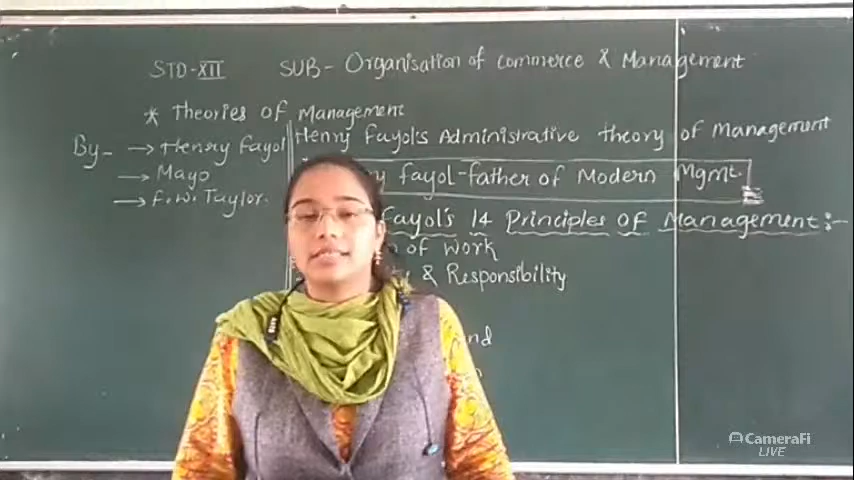 STD-XII SUB- Organisation of commerce & Management
* Theories of Management
By- → Henry Fayol
→ Mayo
→ F.W. Taylor.
Henry Fayol's Administrative theory of Management
fayol-father of Modern Mgmt.
Fayol's 14 Principles of Management:-
of work
& Responsibility
CameraFi
LIVE